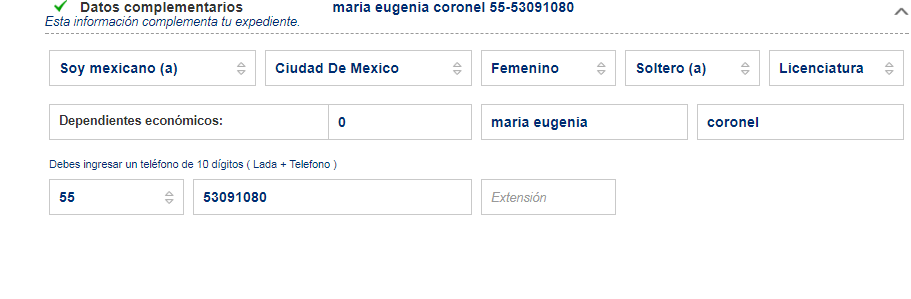 Datos complementarios maria eugenia coronel 55-53091080
Esta información complementa tu expediente.
Soy mexicano (a) Ciudad De Mexico Femenino Soltero (a) Licenciatura
Dependientes económicos: 0 maria eugenia coronel
Debes ingresar un teléfono de 10 dígitos ( Lada + Telefono )
55 53091080 Extensión